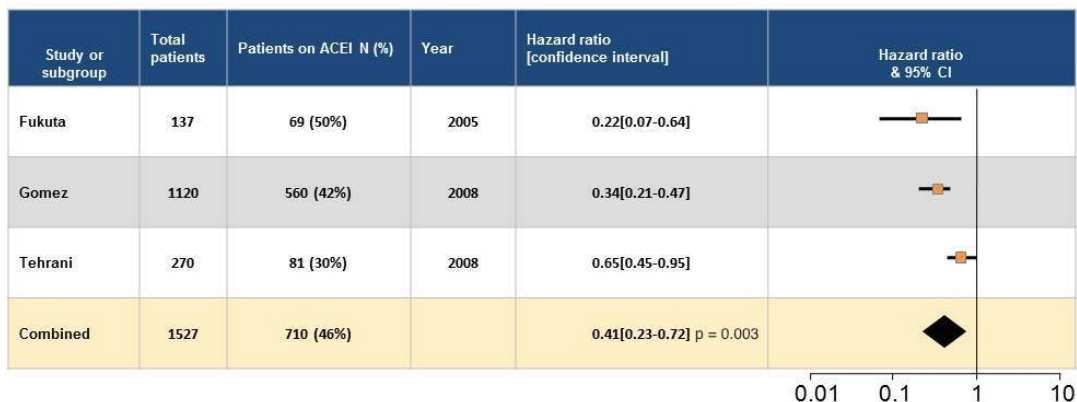 Study or subgroup Total patients Patients on ACEI N (%) Year Hazard ratio [confidence interval] Hazard ratio & 95% CI
Fukuta 137 69 (50%) 2005 0.22[0.07-0.64]
Gomez 1120 560 (42%) 2008 0.34[0.21-0.47]
Tehrani 270 81 (30%) 2008 0.65[0.45-0.95]
Combined 1527 710 (46%) 0.41[0.23-0.72] p = 0.003
0.01 0.1 1 10